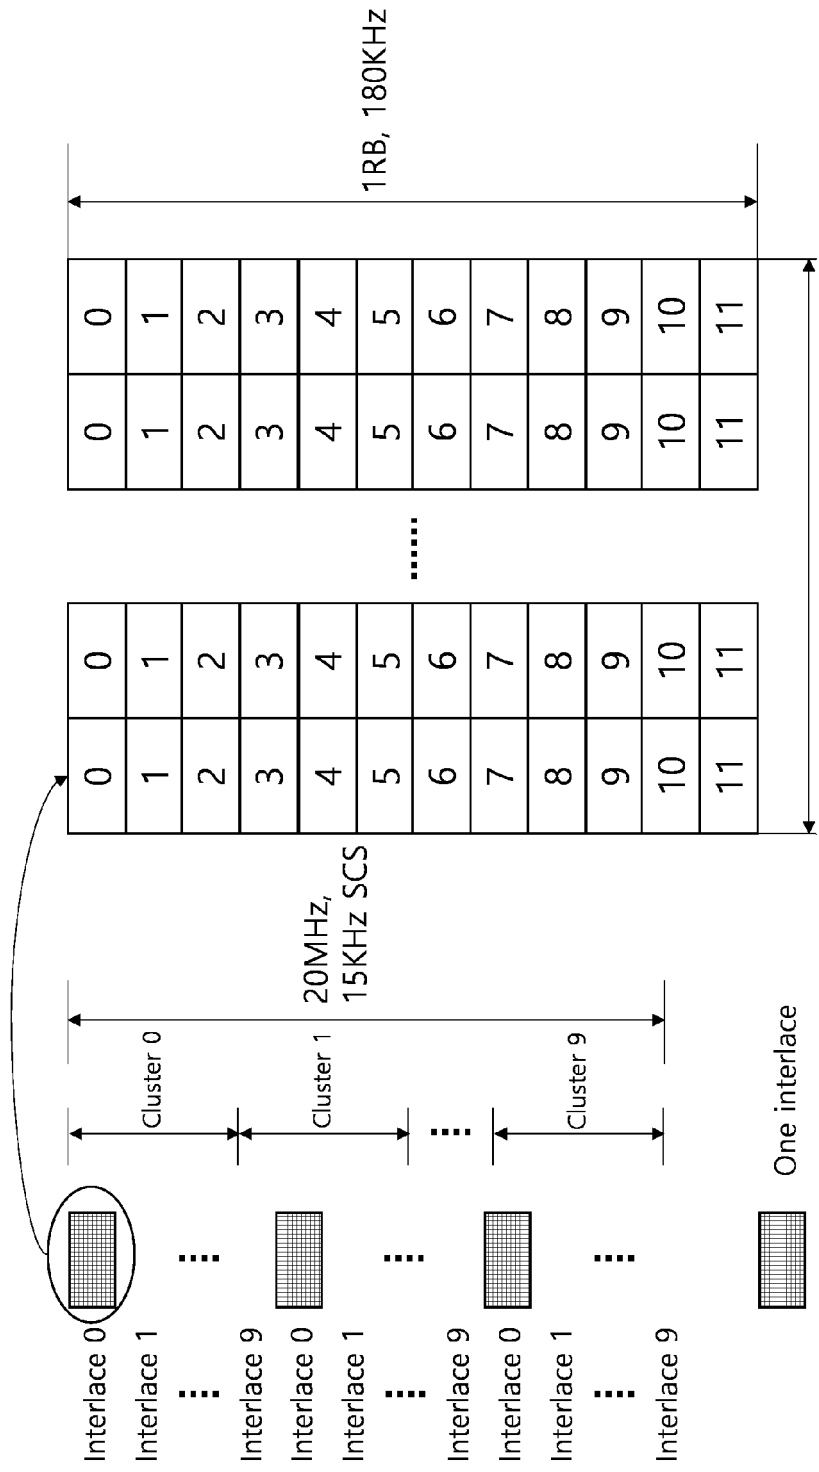 Interlace 0
Interlace 1
Interlace 9
Interlace 0
Interlace 1
Interlace 9
Interlace 0
Interlace 1
Interlace 9
One interlace
Cluster 0
Cluster 1
Cluster 9
20MHz,
15KHz SCS
0 0 0 0
1 1 1 1
2 2 2 2
3 3 3 3
4 4 4 4
5 5 5 5
6 6 6 6
7 7 7 7
8 8 8 8
9 9 9 9
10 10 10 10
11 11 11 11
1RB, 180KHz